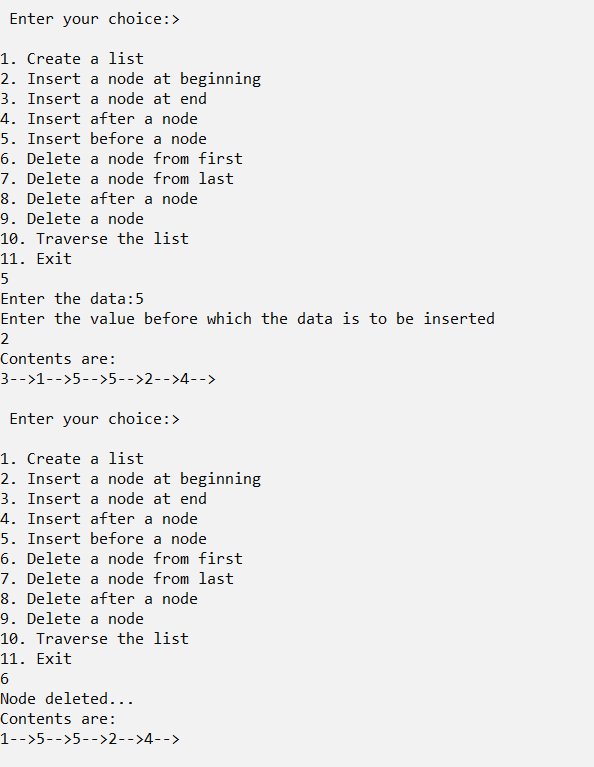 Enter your choice:>
1. Create a list
2. Insert a node at beginning
3. Insert a node at end
4. Insert after a node
5. Insert before a node
6. Delete a node from first
7. Delete a node from last
8. Delete after a node
9. Delete a node
10. Traverse the list
11. Exit
5
Enter the data:5
Enter the value before which the data is to be inserted
2
Contents are:
3-->1-->5-->5-->2-->4-->
Enter your choice:>
1. Create a list
2. Insert a node at beginning
3. Insert a node at end
4. Insert after a node
5. Insert before a node
6. Delete a node from first
7. Delete a node from last
8. Delete after a node
9. Delete a node
10. Traverse the list
11. Exit
6
Node deleted...
Contents are:
1-->5-->5-->2-->4-->